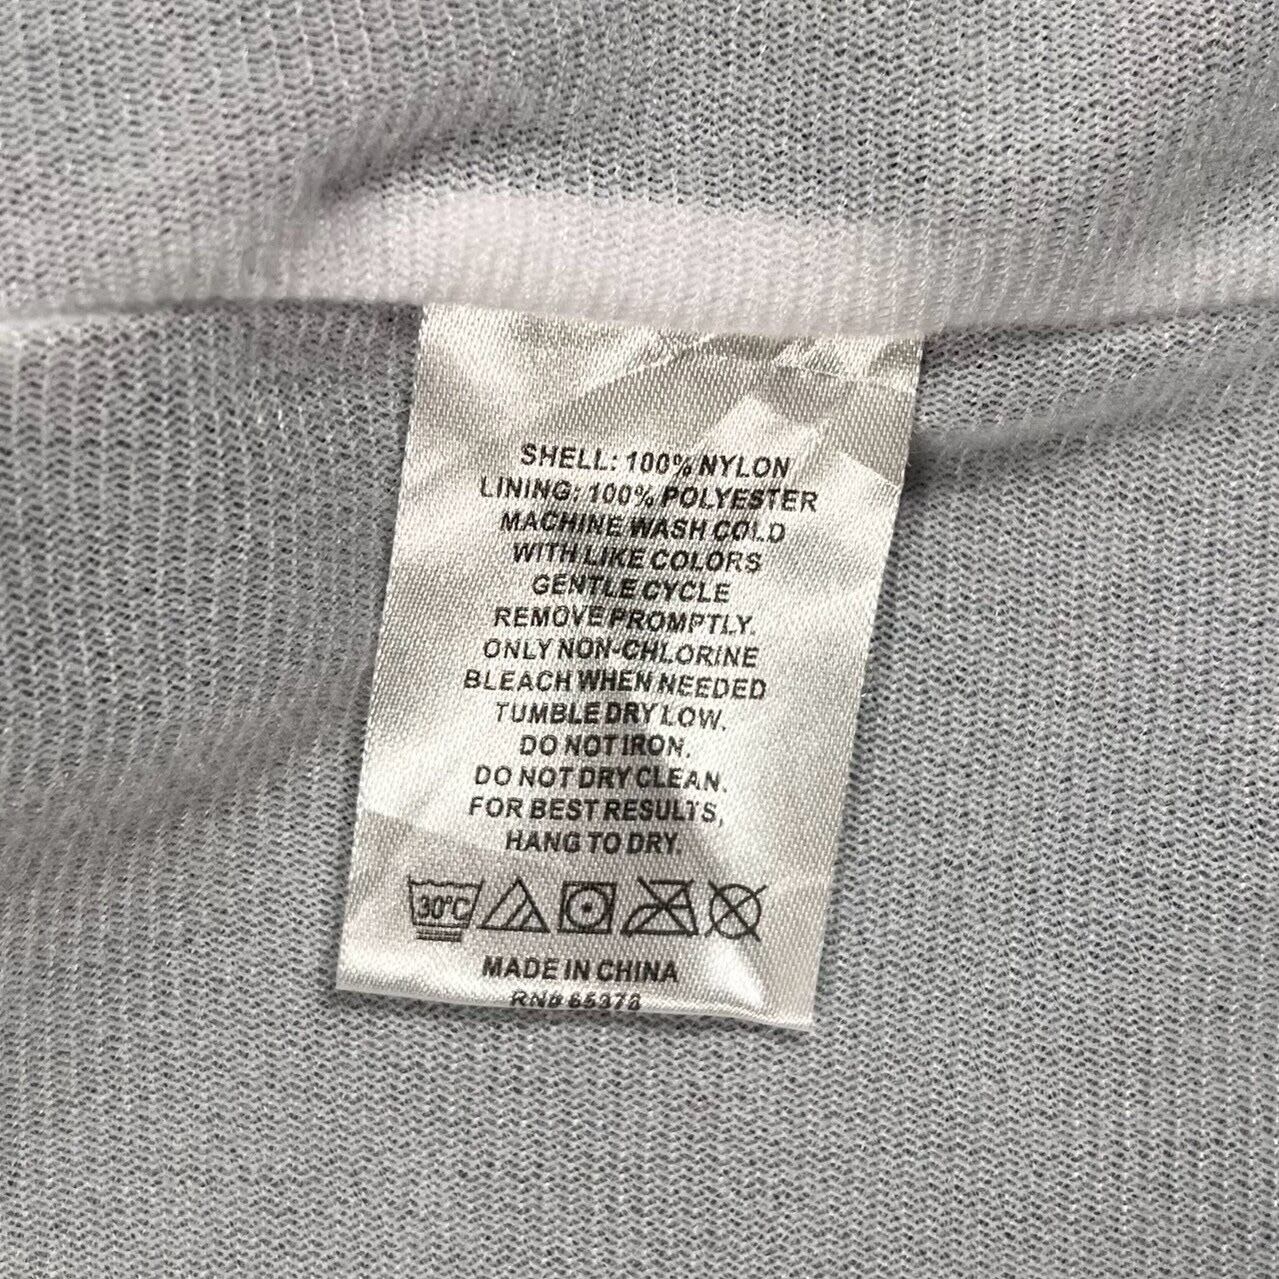 SHELL: 100% NYLON
LINING: 100% POLYESTER
MACHINE WASH COLD
WITH LIKE COLORS
GENTLE CYCLE
REMOVE PROMPTLY.
ONLY NON-CHLORINE
BLEACH WHEN NEEDED
TUMBLE DRY LOW.
DO NOT IRON.
DO NOT DRY CLEAN.
FOR BEST RESULTS,
HANG TO DRY.
30°C
MADE IN CHINA
RN#